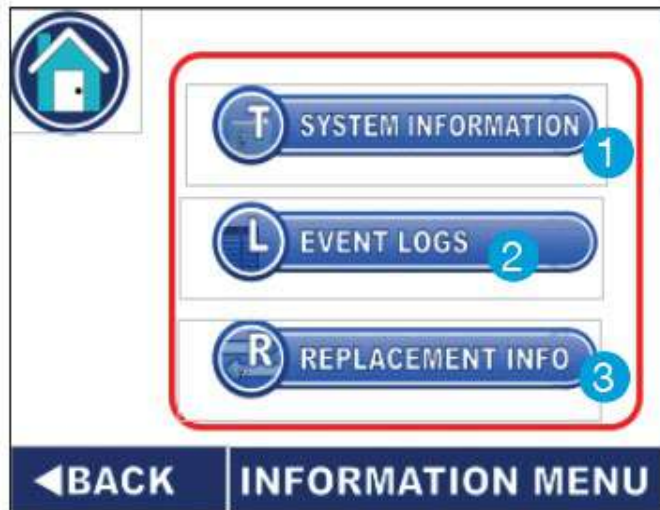 T SYSTEM INFORMATION 1
L EVENT LOGS 2
R REPLACEMENT INFO 3
◀BACK INFORMATION MENU